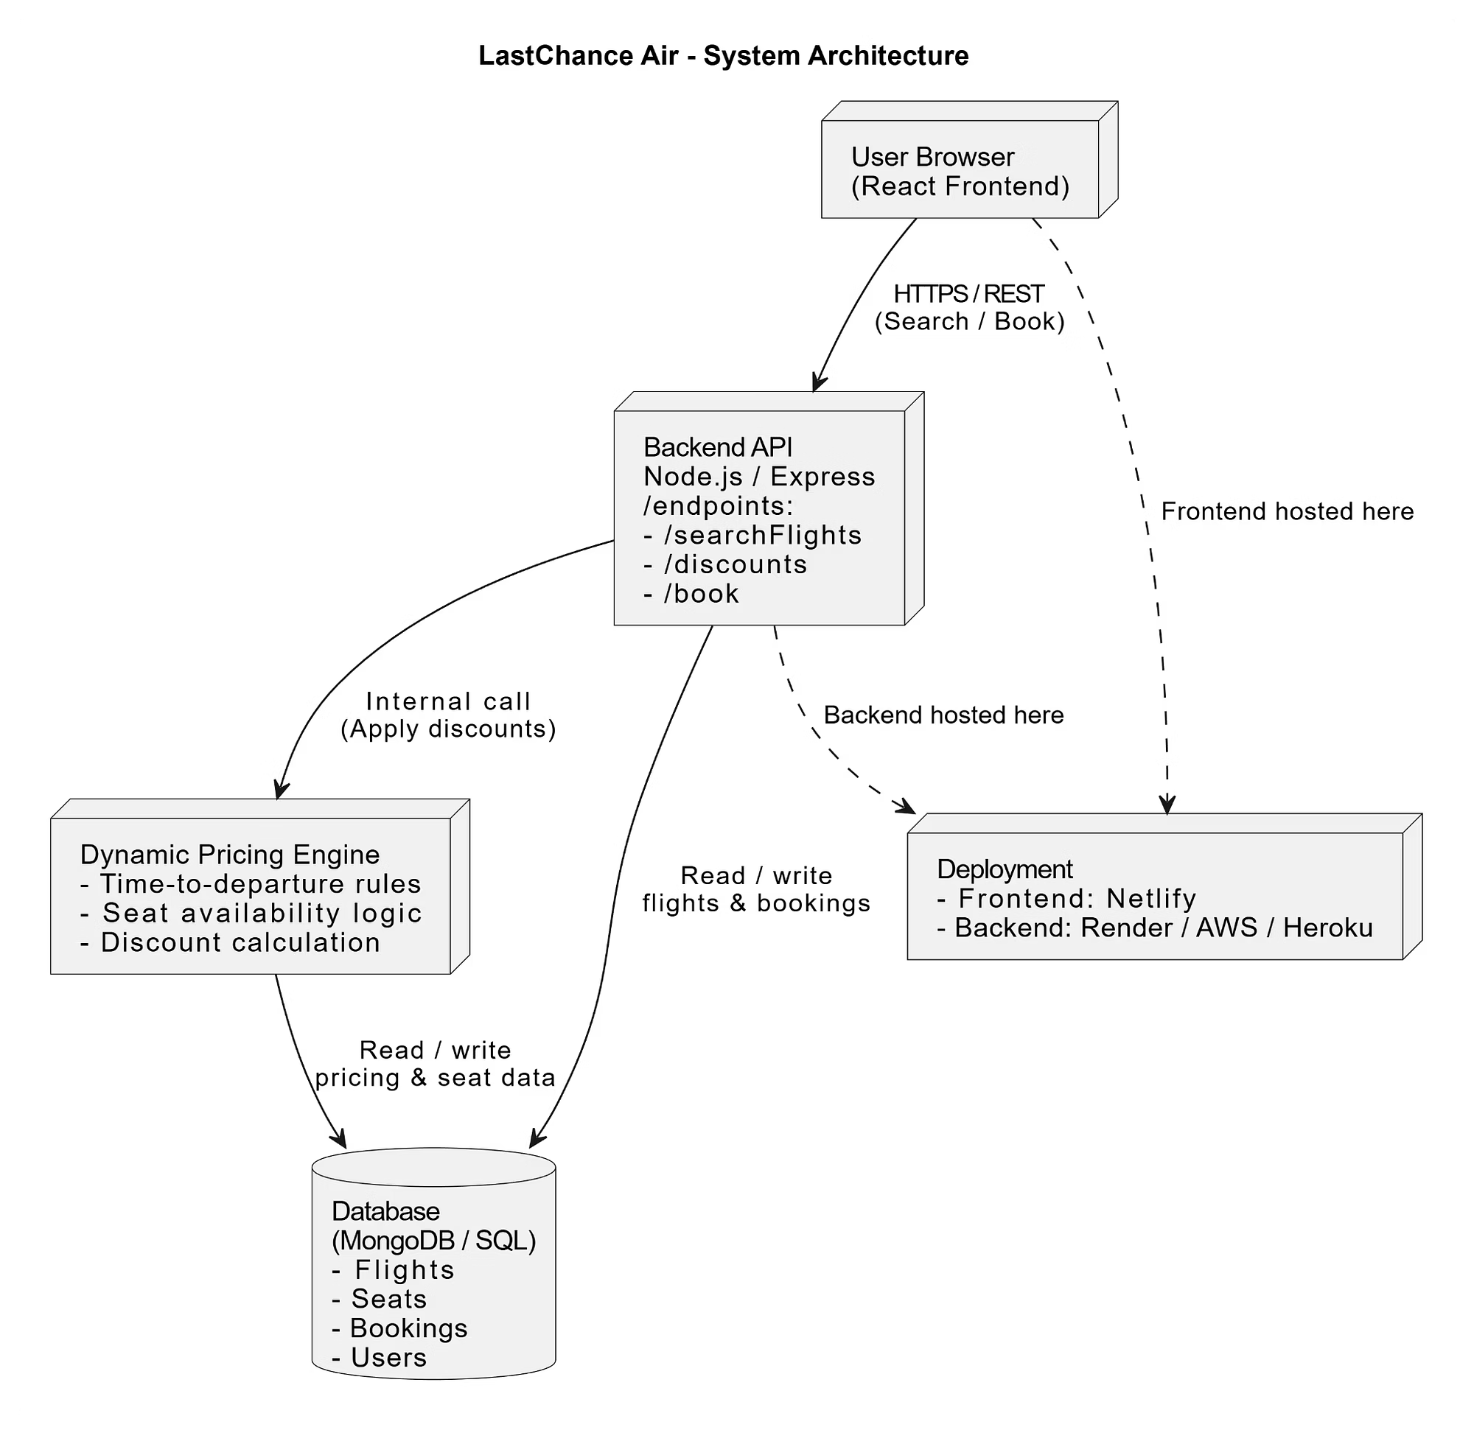 LastChance Air - System Architecture
User Browser
(React Frontend)
HTTPS / REST
(Search / Book)
Backend API
Node.js / Express
/endpoints:
- /searchFlights
- /discounts
- /book
Frontend hosted here
Internal call
(Apply discounts)
Backend hosted here
Dynamic Pricing Engine
- Time-to-departure rules
- Seat availability logic
- Discount calculation
Read / write
flights & bookings
Deployment
- Frontend: Netlify
- Backend: Render / AWS / Heroku
Read / write
pricing & seat data
Database
(MongoDB / SQL)
- Flights
- Seats
- Bookings
- Users